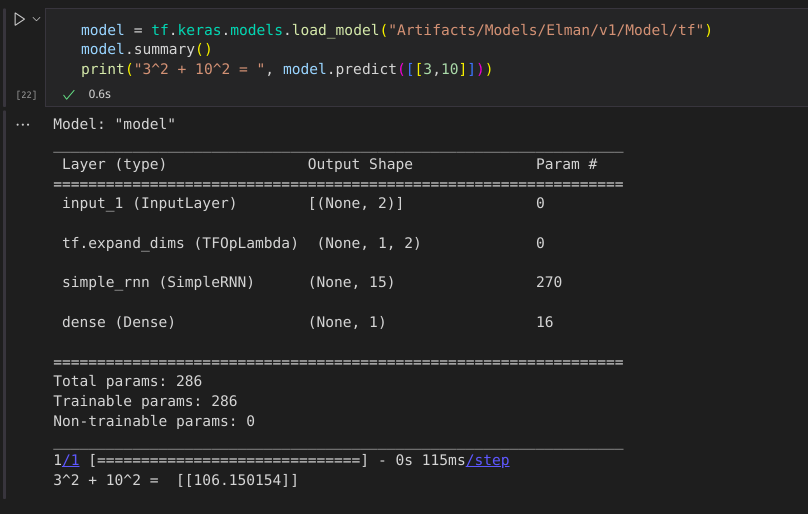 model = tf.keras.models.load_model("Artifacts/Models/Elman/v1/Model/tf")
model.summary()
print("3^2 + 10^2 = ", model.predict([[3,10]]))
[22] 0.6s
... Model: "model"
_________________________________________________________________
Layer (type) Output Shape Param #
=================================================================
input_1 (InputLayer) [(None, 2)] 0
tf.expand_dims (TFOpLambda) (None, 1, 2) 0
simple_rnn (SimpleRNN) (None, 15) 270
dense (Dense) (None, 1) 16
=================================================================
Total params: 286
Trainable params: 286
Non-trainable params: 0
_________________________________________________________________
1/1 [==============================] - 0s 115ms/step
3^2 + 10^2 =  [[106.150154]]